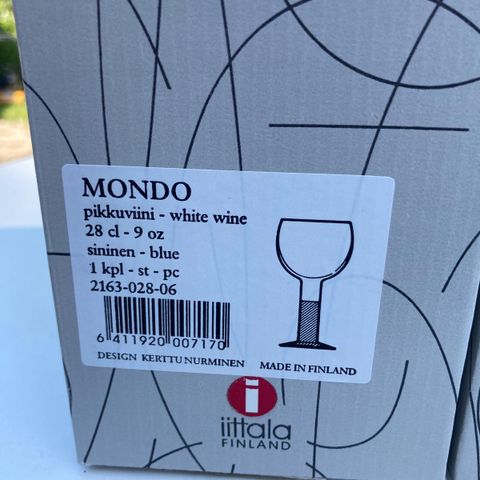 MONDO
pikkuviini - white wine
28 cl - 9 oz
sininen - blue
1 kpl - st - pc
2163-028-06
6 411920 007170
DESIGN KERTTU NURMINEN MADE IN FINLAND
i
iittala
FINLAND